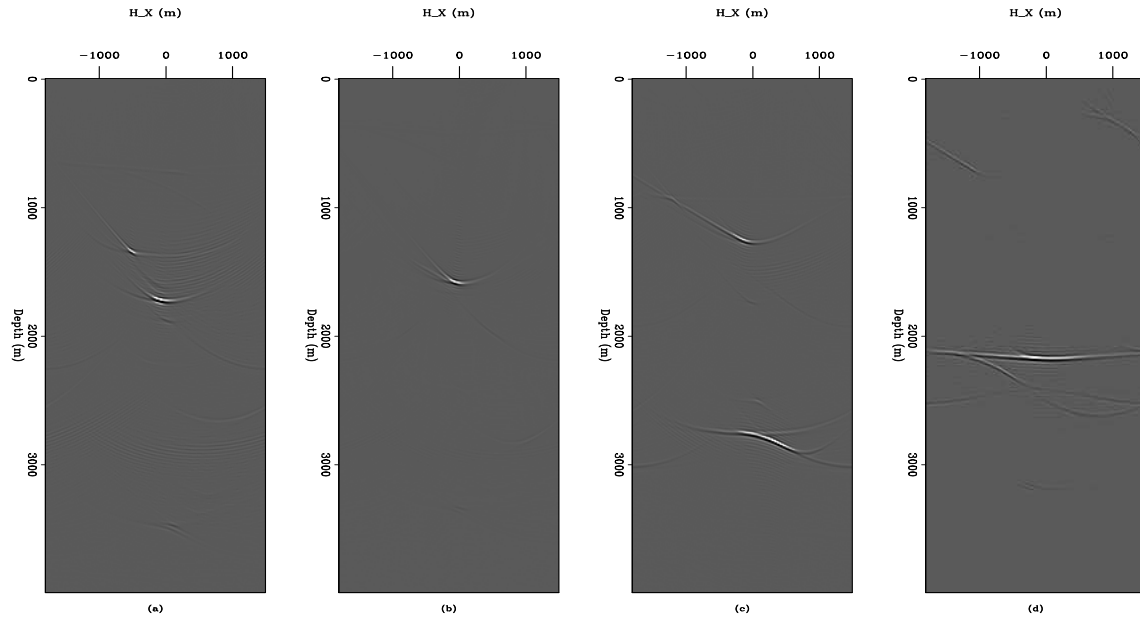 H_X (m) H_X (m) H_X (m) H_X (m)
−1000 0 1000 −1000 0 1000 −1000 0 1000 −1000 0 1000
0 0 0 0
1000 1000 1000 1000
2000 2000 2000 2000
Depth (m) Depth (m) Depth (m) Depth (m)
3000 3000 3000 3000
(a) (b) (c) (d)